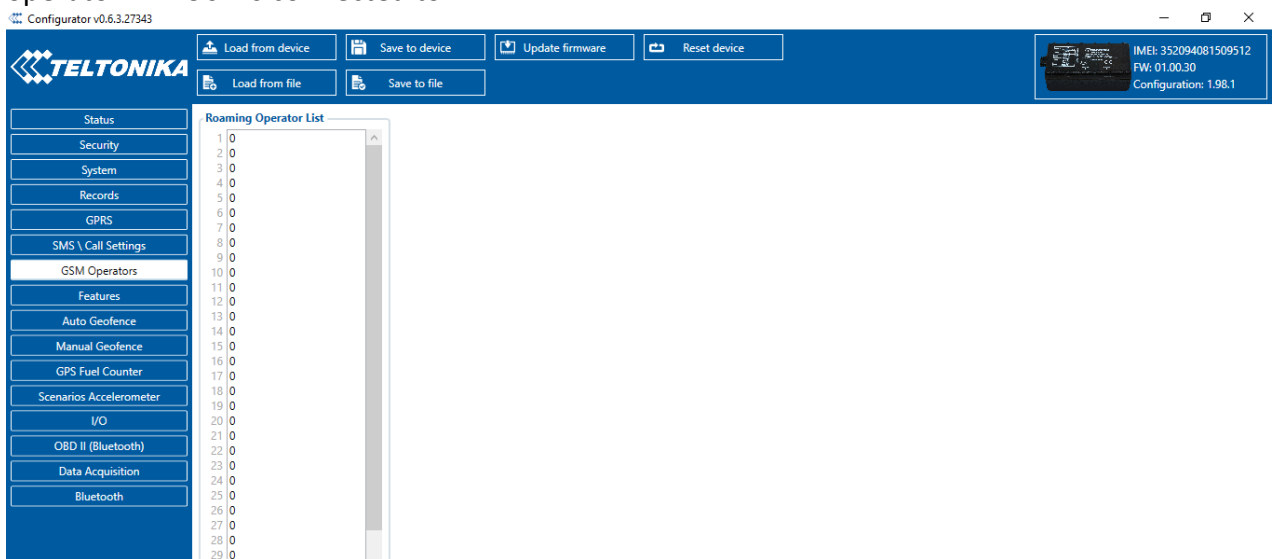 Configurator v0.6.3.27343
TELTONIKA
Load from device
Save to device
Update firmware
Reset device
Load from file
Save to file
IMEI: 352094081509512
FW: 01.00.30
Configuration: 1.98.1
Status
Security
System
Records
GPRS
SMS \ Call Settings
GSM Operators
Features
Auto Geofence
Manual Geofence
GPS Fuel Counter
Scenarios Accelerometer
I/O
OBD II (Bluetooth)
Data Acquisition
Bluetooth
Roaming Operator List
1 0
2 0
3 0
4 0
5 0
6 0
7 0
8 0
9 0
10 0
11 0
12 0
13 0
14 0
15 0
16 0
17 0
18 0
19 0
20 0
21 0
22 0
23 0
24 0
25 0
26 0
27 0
28 0
29 0